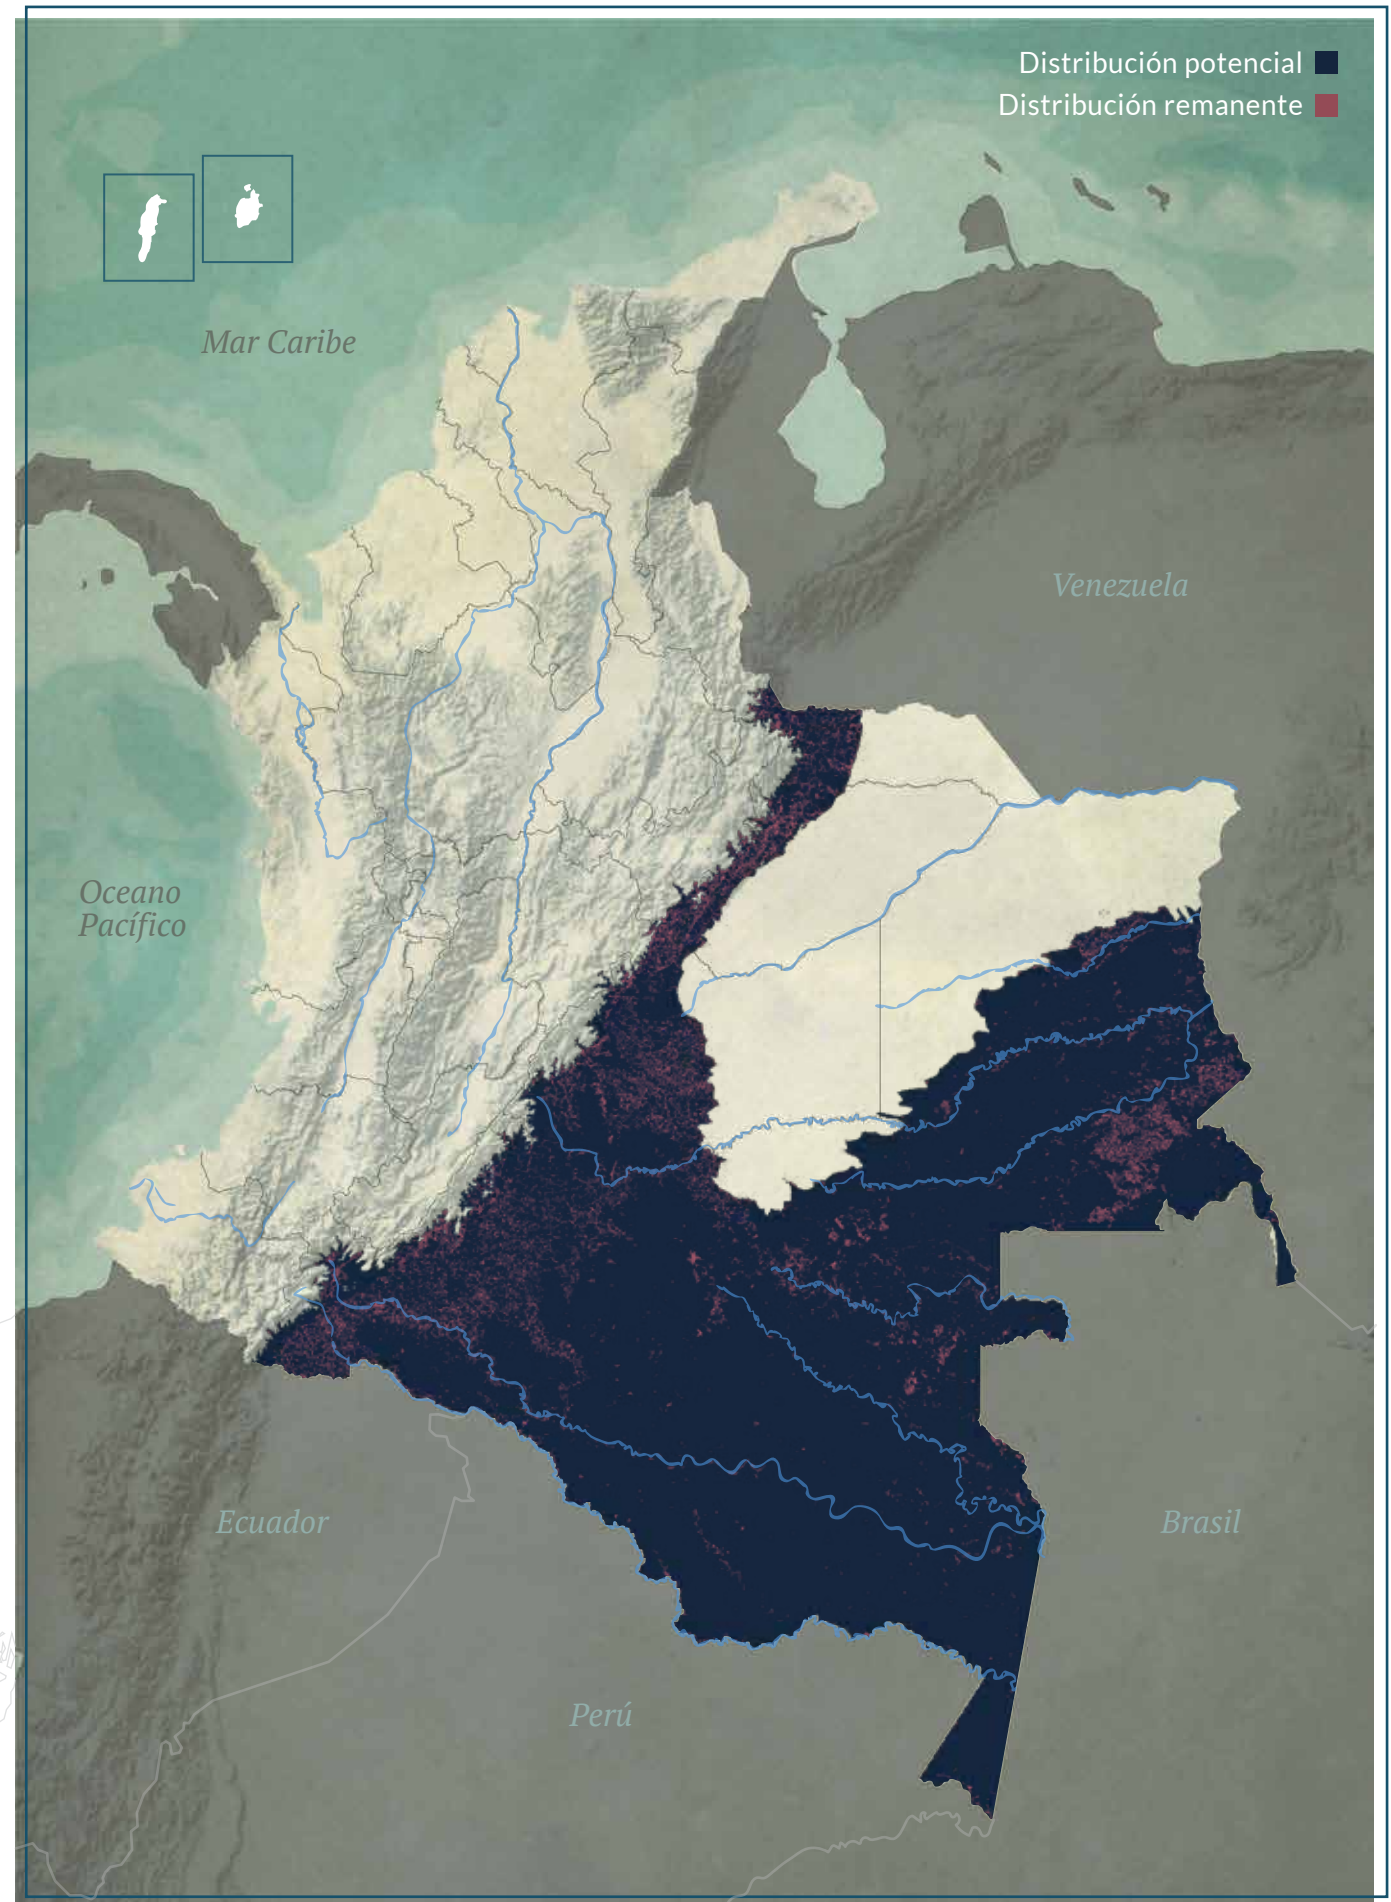 Distribución potencial
Distribución remanente
Mar Caribe
Venezuela
Oceano
Pacífico
Ecuador
Brasil
Perú